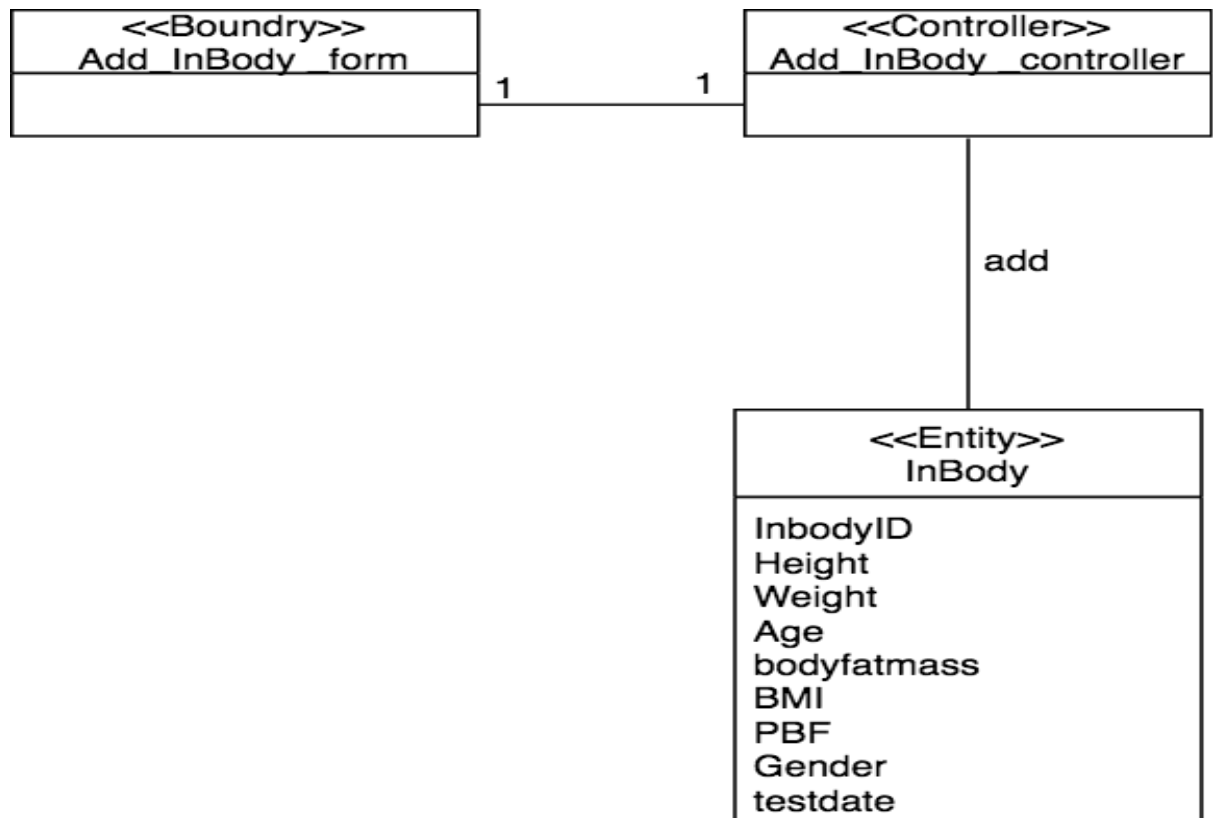 <<Boundry>>
Add_InBody _form
1
1
<<Controller>>
Add_InBody _controller
add
<<Entity>>
InBody
InbodyID
Height
Weight
Age
bodyfatmass
BMI
PBF
Gender
testdate